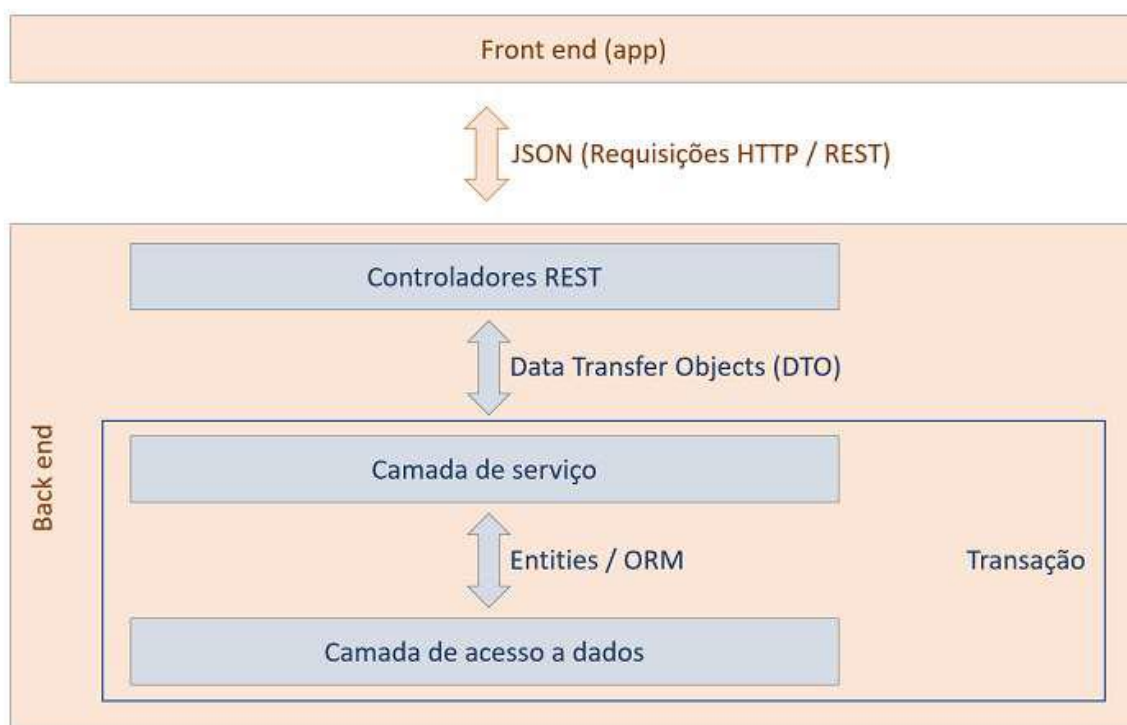 Front end (app)
JSON (Requisições HTTP / REST)
Controladores REST
Data Transfer Objects (DTO)
Back end
Camada de serviço
Entities / ORM
Transação
Camada de acesso a dados